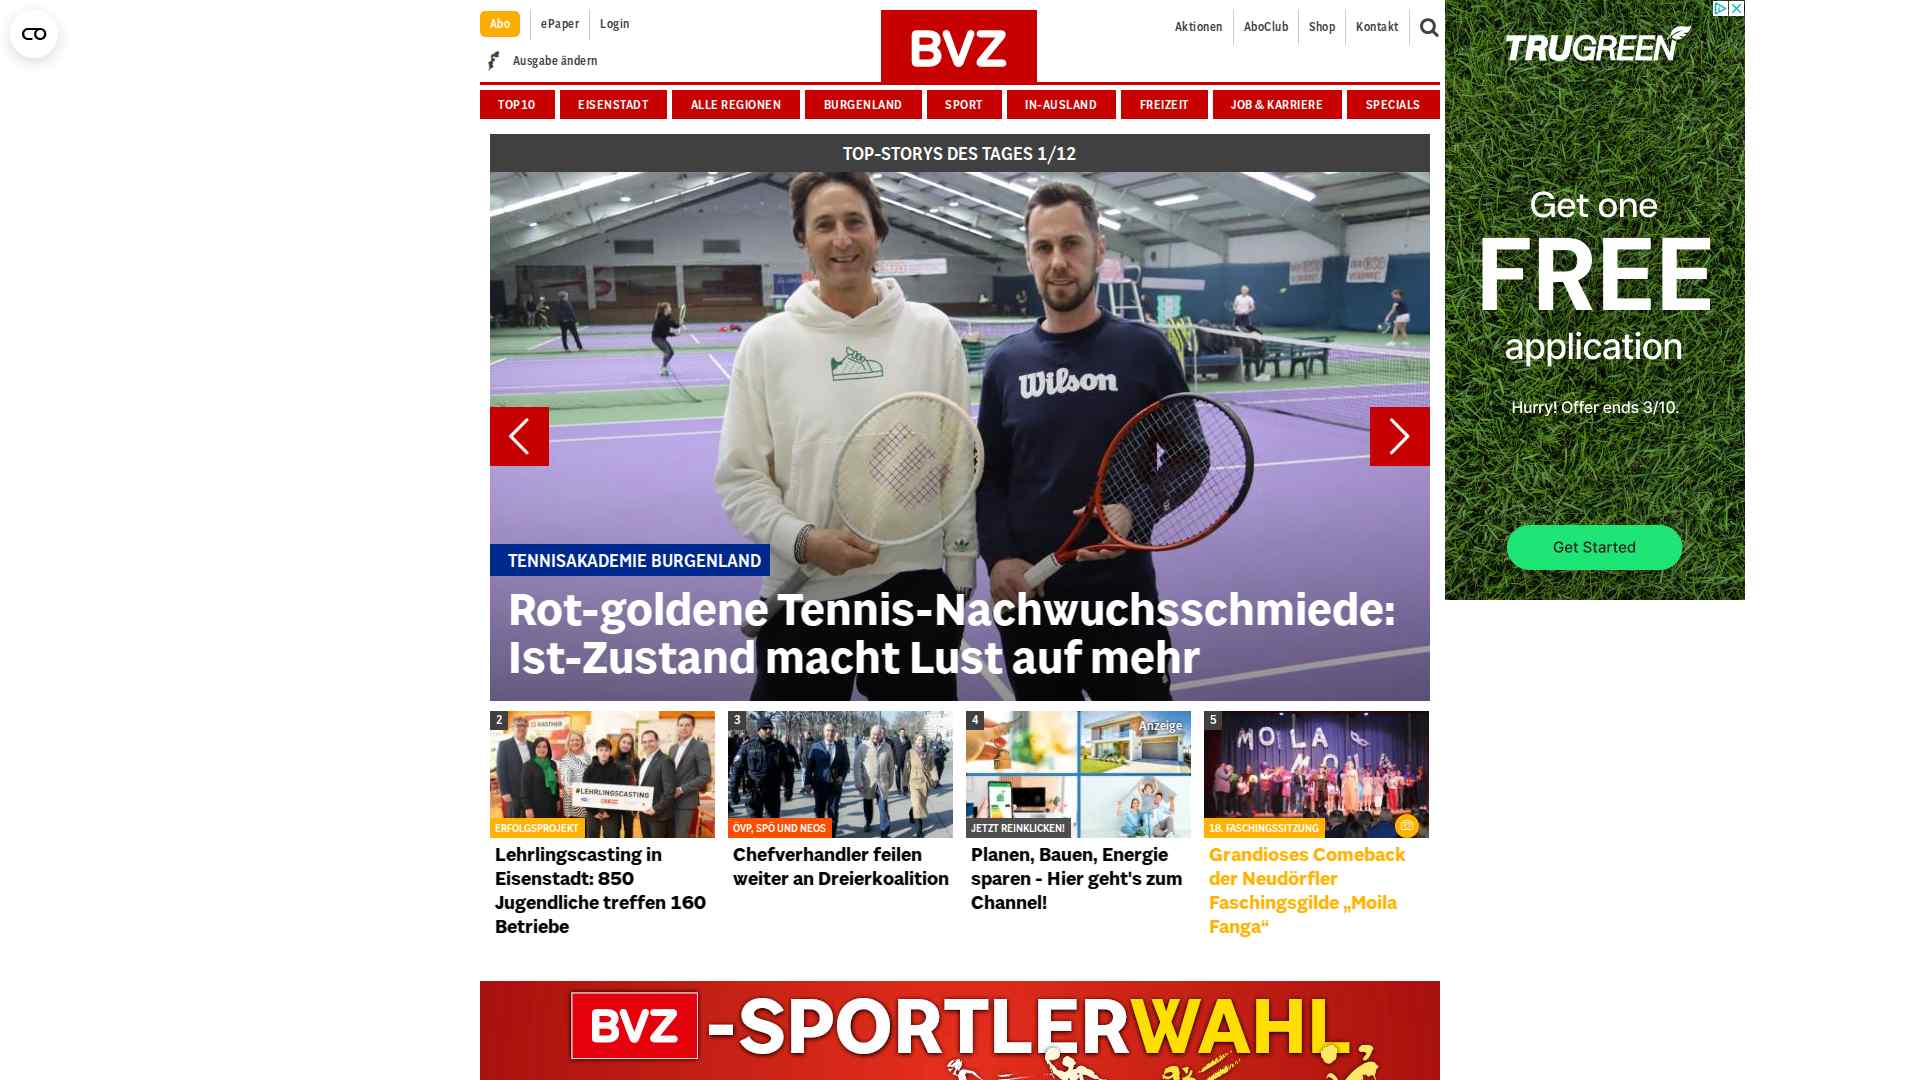 Abo
ePaper
Login
Ausgabe ändern
BVZ
Aktionen
AboClub
Shop
Kontakt
TOP10
EISENSTADT
ALLE REGIONEN
BURGENLAND
SPORT
IN-AUSLAND
FREIZEIT
JOB & KARRIERE
SPECIALS
TOP-STORYS DES TAGES 1/12
Wilson
TENNISAKADEMIE BURGENLAND
Rot-goldene Tennis-Nachwuchsschmiede:
Ist-Zustand macht Lust auf mehr
2
#LEHRLINGSCASTING
ERFOLGSPROJEKT
Lehrlingscasting in
Eisenstadt: 850
Jugendliche treffen 160
Betriebe
3
ÖVP, SPÖ UND NEOS
Chefverhandler feilen
weiter an Dreierkoalition
4
Anzeige
JETZT REINKLICKEN!
Planen, Bauen, Energie
sparen - Hier geht's zum
Channel!
5
MOILA
MOILA
18. FASCHINGSSITZUNG
Grandioses Comeback
der Neudörfler
Faschingsgilde „Moila
Fanga“
BVZ -SPORTLERWAHL
TRUGREEN
Get one
FREE
application
Hurry! Offer ends 3/10.
Get Started